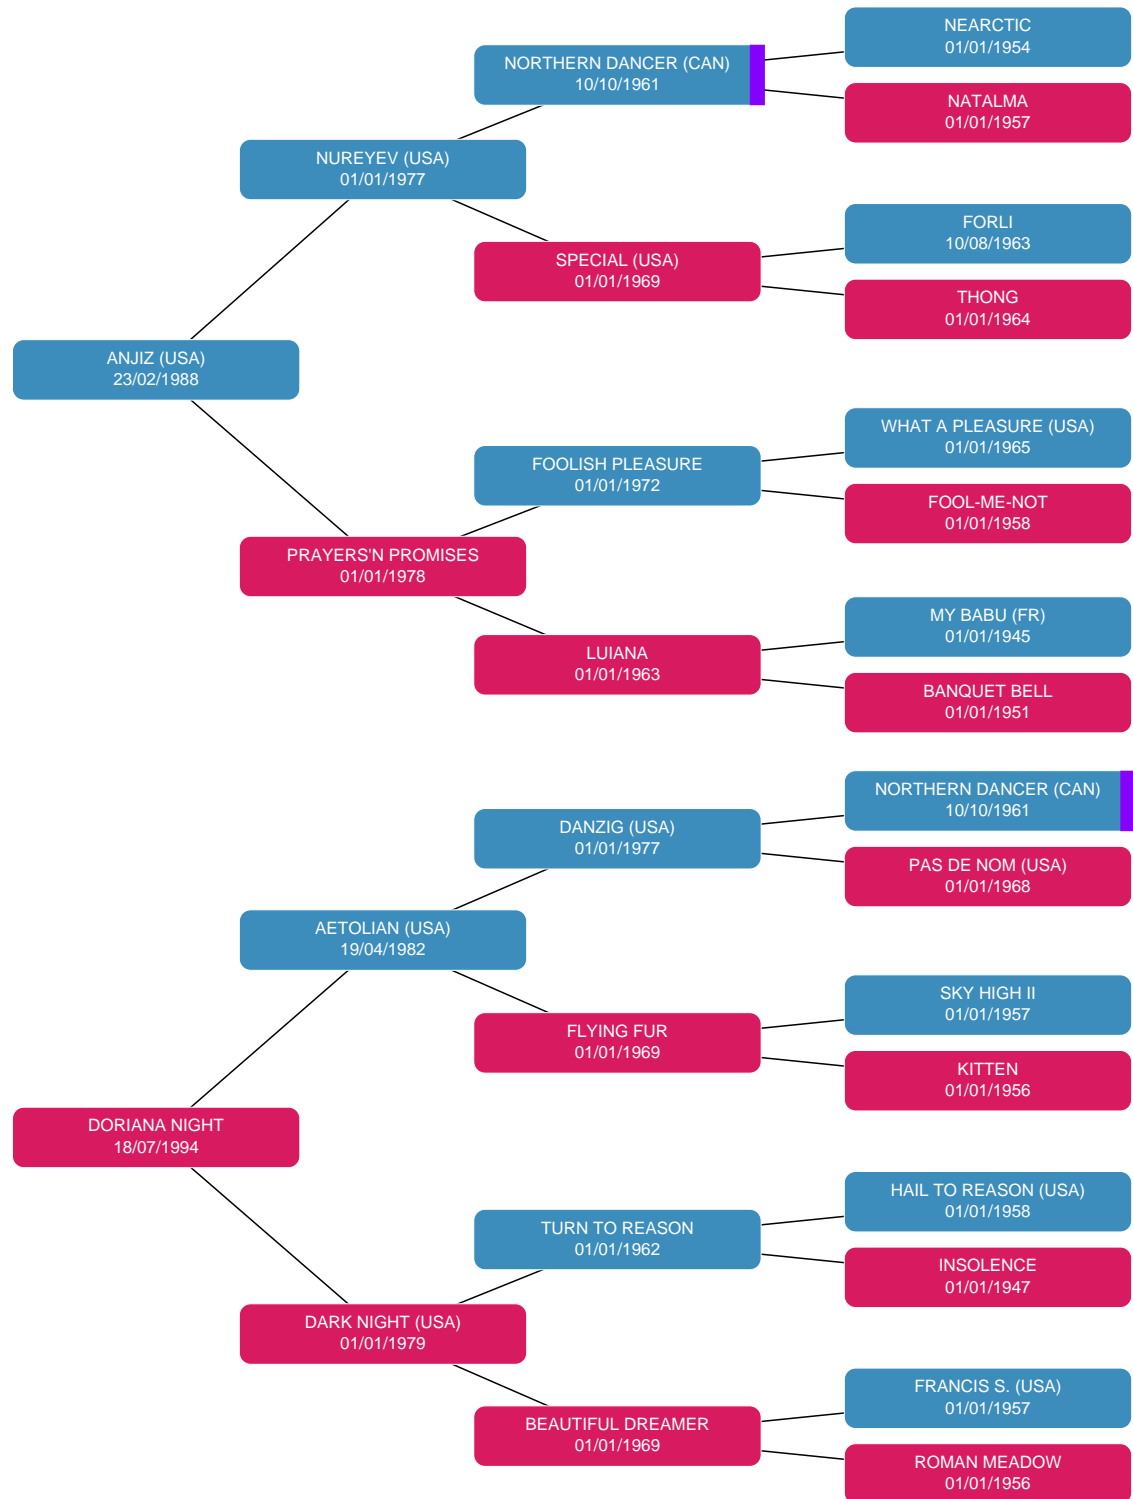 NEARCTIC
01/01/1954
NORTHERN DANCER (CAN)
10/10/1961
NATALMA
01/01/1957
NUREYEV (USA)
01/01/1977
FORLI
10/08/1963
SPECIAL (USA)
01/01/1969
THONG
01/01/1964
ANJIZ (USA)
23/02/1988
WHAT A PLEASURE (USA)
01/01/1965
FOOLISH PLEASURE
01/01/1972
FOOL-ME-NOT
01/01/1958
PRAYERS'N PROMISES
01/01/1978
MY BABU (FR)
01/01/1945
LUIANA
01/01/1963
BANQUET BELL
01/01/1951
NORTHERN DANCER (CAN)
10/10/1961
DANZIG (USA)
01/01/1977
PAS DE NOM (USA)
01/01/1968
AETOLIAN (USA)
19/04/1982
SKY HIGH II
01/01/1957
FLYING FUR
01/01/1969
KITTEN
01/01/1956
DORIANA NIGHT
18/07/1994
HAIL TO REASON (USA)
01/01/1958
TURN TO REASON
01/01/1962
INSOLENCE
01/01/1947
DARK NIGHT (USA)
01/01/1979
FRANCIS S. (USA)
01/01/1957
BEAUTIFUL DREAMER
01/01/1969
ROMAN MEADOW
01/01/1956